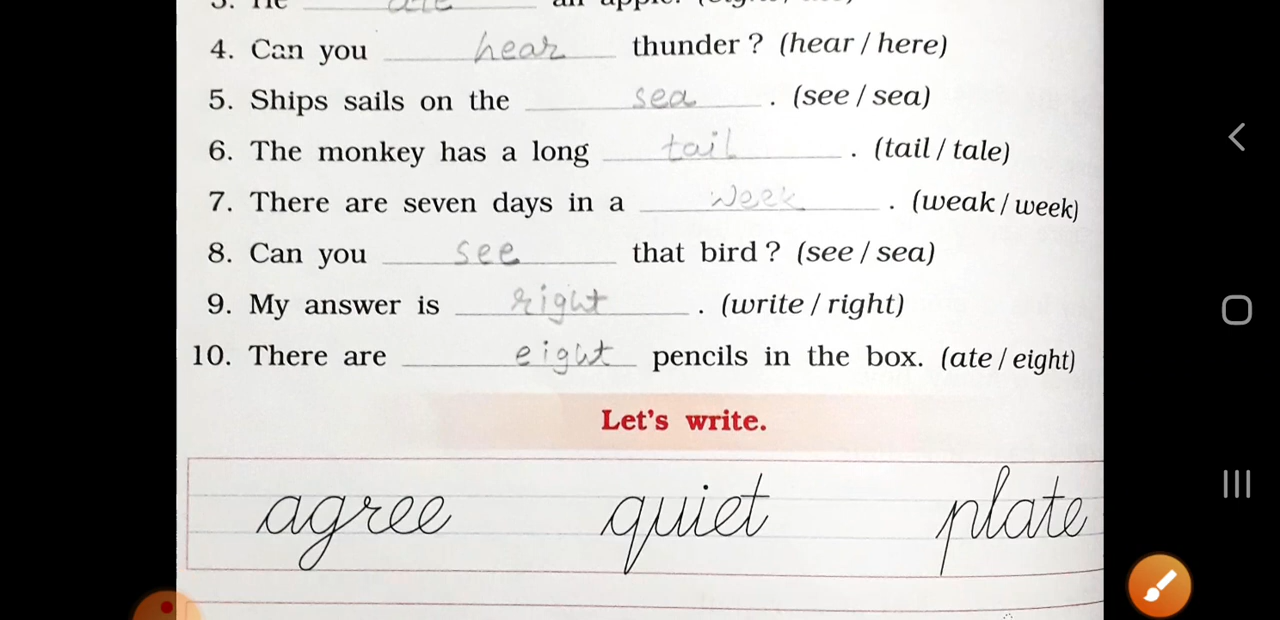 4. Can you hear thunder? (hear / here)
5. Ships sails on the sea. (see / sea)
6. The monkey has a long tail. (tail / tale)
7. There are seven days in a week. (weak / week)
8. Can you see that bird? (see / sea)
9. My answer is right. (write / right)
10. There are eight pencils in the box. (ate / eight)
Let's write.
agree quiet plate